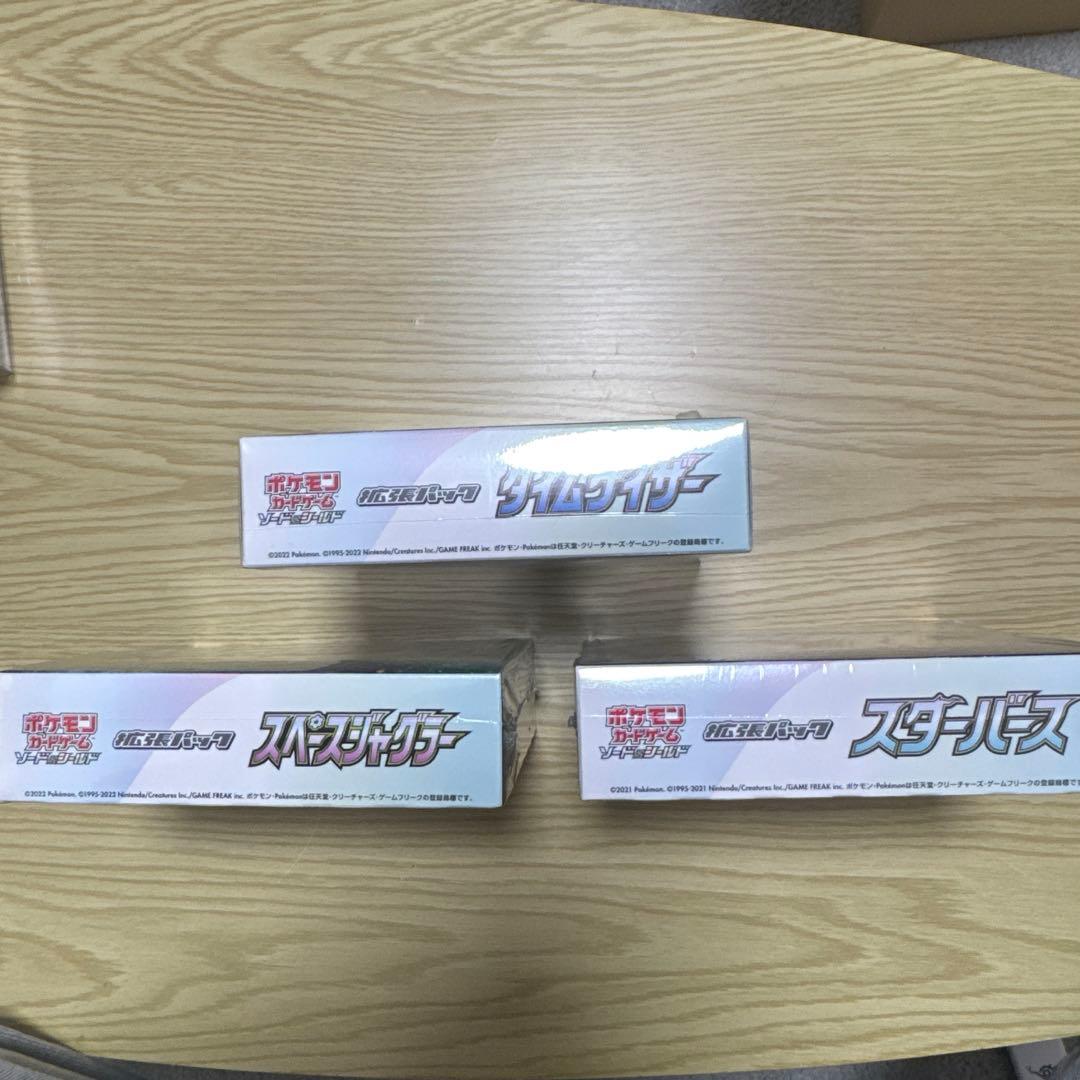 ポケモン
カードゲーム
ソード&シールド
拡張パック
タイムゲイザー
©2022 Pokémon. ©1995-2022 Nintendo/Creatures Inc./GAME FREAK inc. ポケモン・Pokémonは任天堂・クリーチャーズ・ゲームフリークの登録商標です。
ポケモン
カードゲーム
ソード&シールド
拡張パック
スペースジャグラー
©2022 Pokémon. ©1995-2022 Nintendo/Creatures Inc./GAME FREAK inc. ポケモン・Pokémonは任天堂・クリーチャーズ・ゲームフリークの登録商標です。
ポケモン
カードゲーム
ソード&シールド
拡張パック
スターバース
©2021 Pokémon. ©1995-2021 Nintendo/Creatures Inc./GAME FREAK inc. ポケモン・Pokémonは任天堂・クリーチャーズ・ゲームフリークの登録商標です。